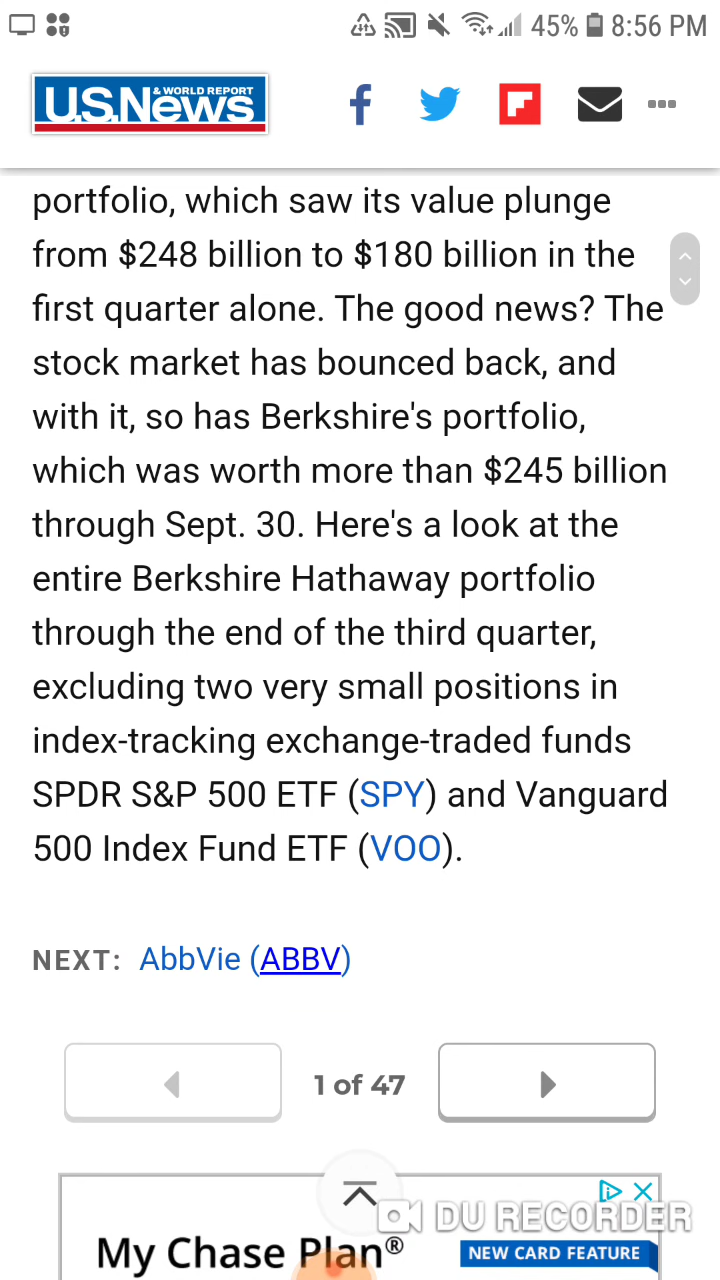 45% 8:56 PM
U.S.News
& WORLD REPORT
portfolio, which saw its value plunge
from $248 billion to $180 billion in the
first quarter alone. The good news? The
stock market has bounced back, and
with it, so has Berkshire's portfolio,
which was worth more than $245 billion
through Sept. 30. Here's a look at the
entire Berkshire Hathaway portfolio
through the end of the third quarter,
excluding two very small positions in
index-tracking exchange-traded funds
SPDR S&P 500 ETF (SPY) and Vanguard
500 Index Fund ETF (VOO).
NEXT: AbbVie (ABBV)
1 of 47
DU RECORDER
My Chase Plan®
NEW CARD FEATURE